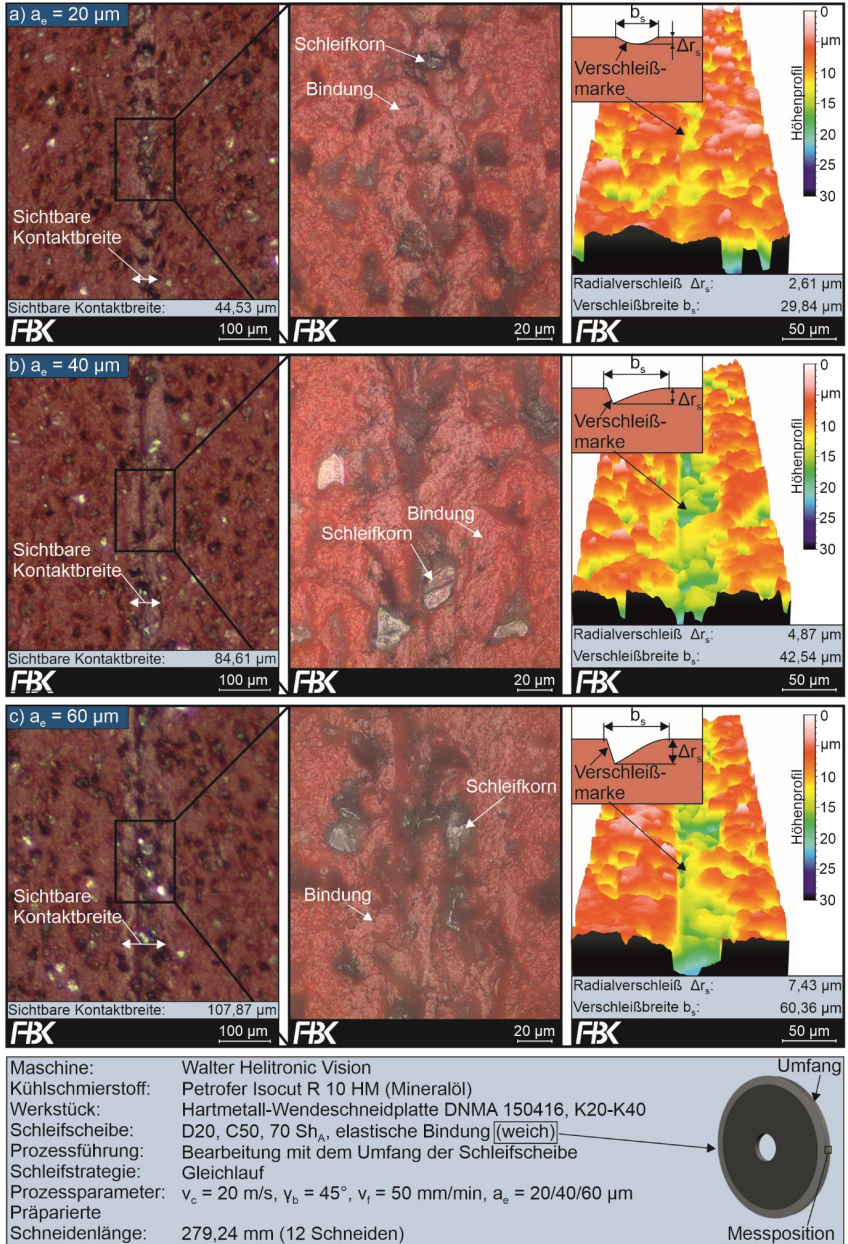 a) aₑ = 20 µm
Sichtbare
Kontaktbreite
Sichtbare Kontaktbreite: 44,53 µm
FBK 100 µm
Schleifkorn
Bindung
20 µm
bₛ
Δrₛ
Verschleiß-
marke
Höhenprofil
0
µm
10
15
20
25
30
Radialverschleiß Δrₛ: 2,61 µm
Verschleißbreite bₛ: 29,84 µm
FBK 50 µm
b) aₑ = 40 µm
Sichtbare
Kontaktbreite
Sichtbare Kontaktbreite: 84,61 µm
FBK 100 µm
Bindung
Schleifkorn
FBK 20 µm
bₛ
Δrₛ
Verschleiß-
marke
Höhenprofil
0
µm
10
15
20
25
30
Radialverschleiß Δrₛ: 4,87 µm
Verschleißbreite bₛ: 42,54 µm
FBK 50 µm
c) aₑ = 60 µm
Sichtbare
Kontaktbreite
Sichtbare Kontaktbreite: 107,87 µm
FBK 100 µm
Schleifkorn
Bindung
FBK 20 µm
bₛ
Δrₛ
Verschleiß-
marke
Höhenprofil
0
µm
10
15
20
25
30
Radialverschleiß Δrₛ: 7,43 µm
Verschleißbreite bₛ: 60,36 µm
FBK 50 µm
Maschine: Walter Helitronic Vision
Kühlschmierstoff: Petrofer Isocut R 10 HM (Mineralöl)
Werkstück: Hartmetall-Wendeschneidplatte DNMA 150416, K20-K40
Schleifscheibe: D20, C50, 70 Sh_A, elastische Bindung (weich)
Prozessführung: Bearbeitung mit dem Umfang der Schleifscheibe
Schleifstrategie: Gleichlauf
Prozessparameter: v_c = 20 m/s, γ_b = 45°, v_f = 50 mm/min, aₑ = 20/40/60 µm
Präparierte
Schneidenlänge: 279,24 mm (12 Schneiden)
Umfang
Messposition